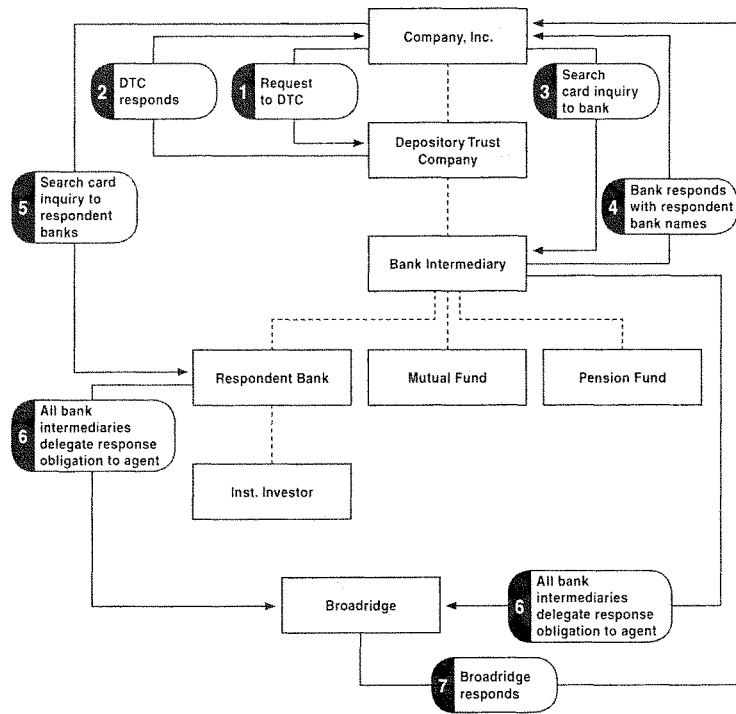 Company, Inc.
2
DTC
responds
1
Request
to DTC
3
Search
card inquiry
to bank
Depository Trust
Company
5
Search card
inquiry to
respondent
banks
4
Bank responds
with respondent
bank names
Bank Intermediary
Respondent Bank
Mutual Fund
Pension Fund
6
All bank
intermediaries
delegate response
obligation to agent
Inst. Investor
Broadridge
6
All bank
intermediaries
delegate response
obligation to agent
7
Broadridge
responds